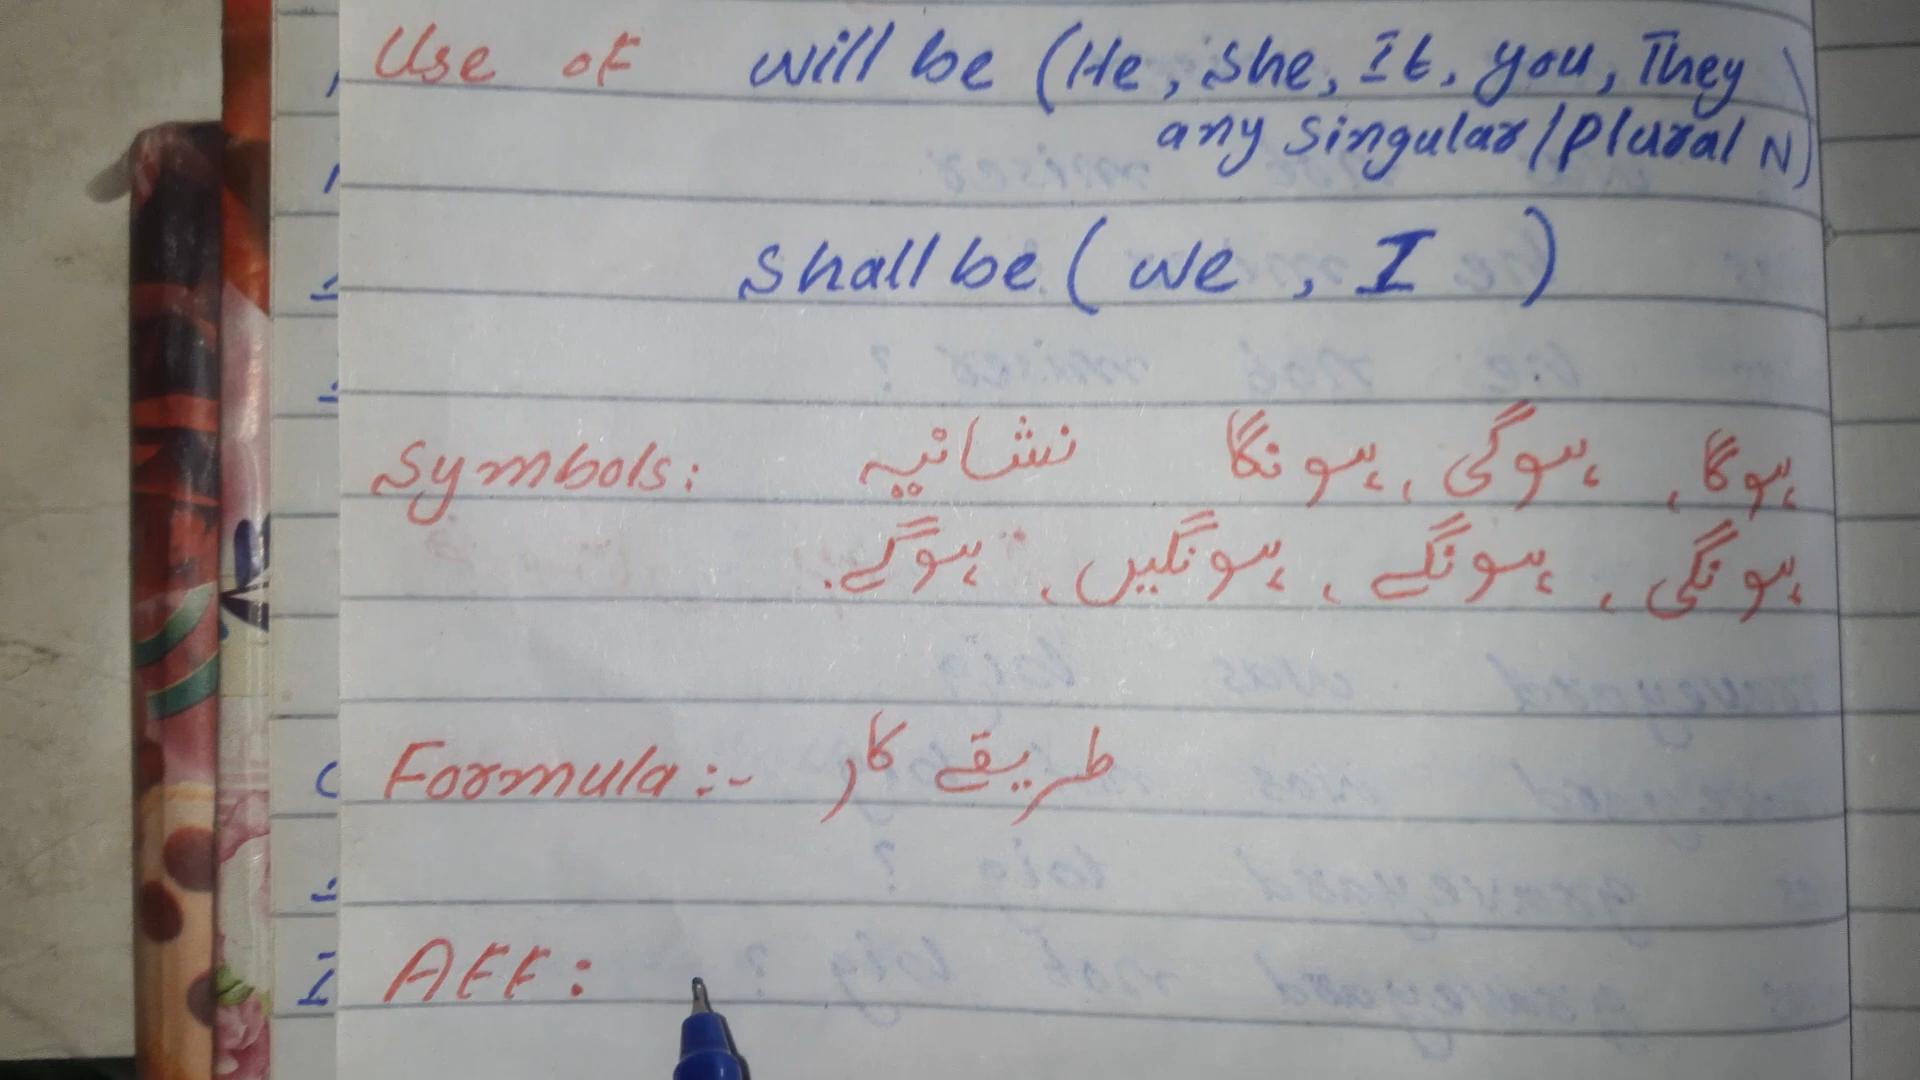 Use of will be (He, She, It, you, They
any Singular/Plural N)
Shall be (we, I)
Symbols: نشانیہ ہوگا, ہوگی, ہونگا
ہونگی, ہونگے, ہونگیں, ہوگے.
Formula:- طریقے کار
AFF: